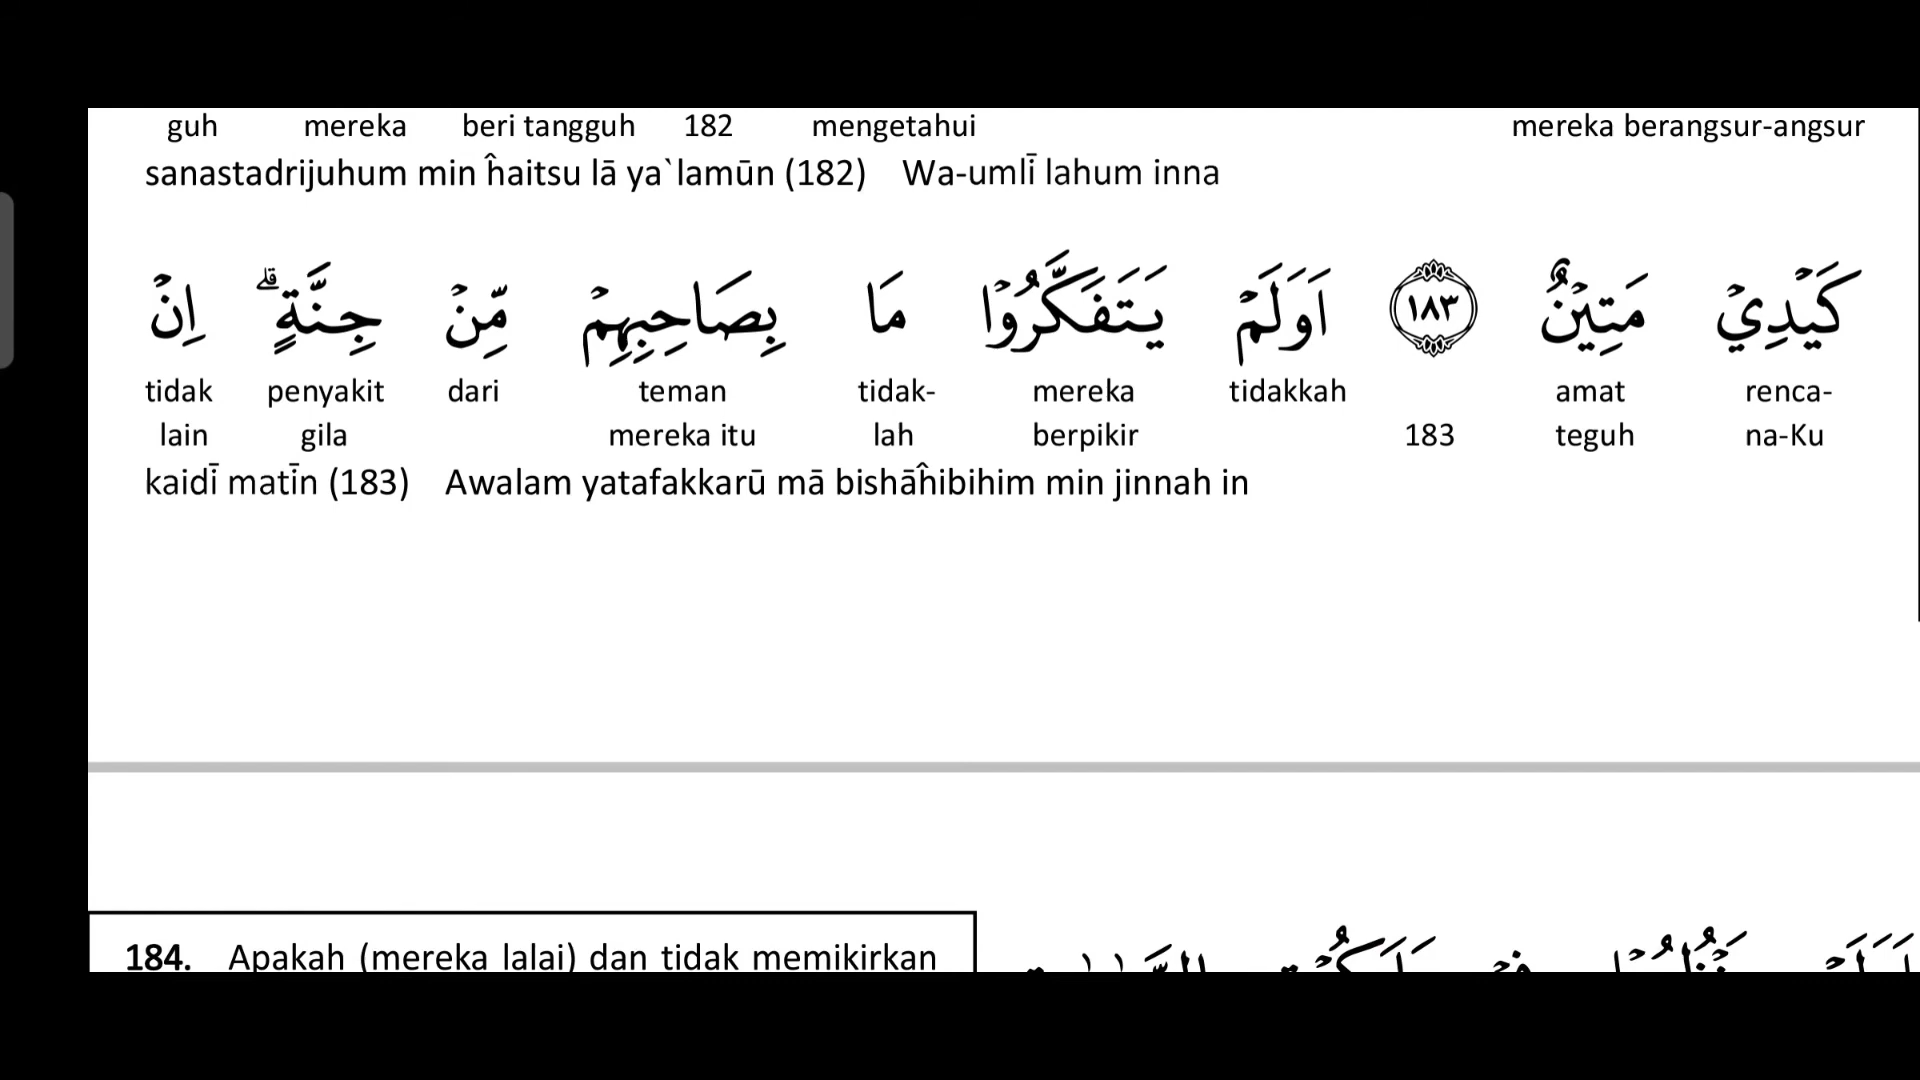 guh mereka beri tangguh 182 mengetahui mereka berangsur-angsur
sanastadrijuhum min ĥaitsu lā ya`lamūn (182) Wa-umlī lahum inna
كَيْدِيْ مَتِيْنٌ ١٨٣ اَوَلَمْ يَتَفَكَّرُوْا مَا بِصَاحِبِهِمْ مِّنْ جِنَّةٍۗ اِنْ
tidak penyakit dari teman tidak- mereka tidakkah amat renca-
lain gila mereka itu lah berpikir 183 teguh na-Ku
kaidī matīn (183) Awalam yatafakkarū mā bishāĥibihim min jinnah in
184. Apakah (mereka lalai) dan tidak memikirkan